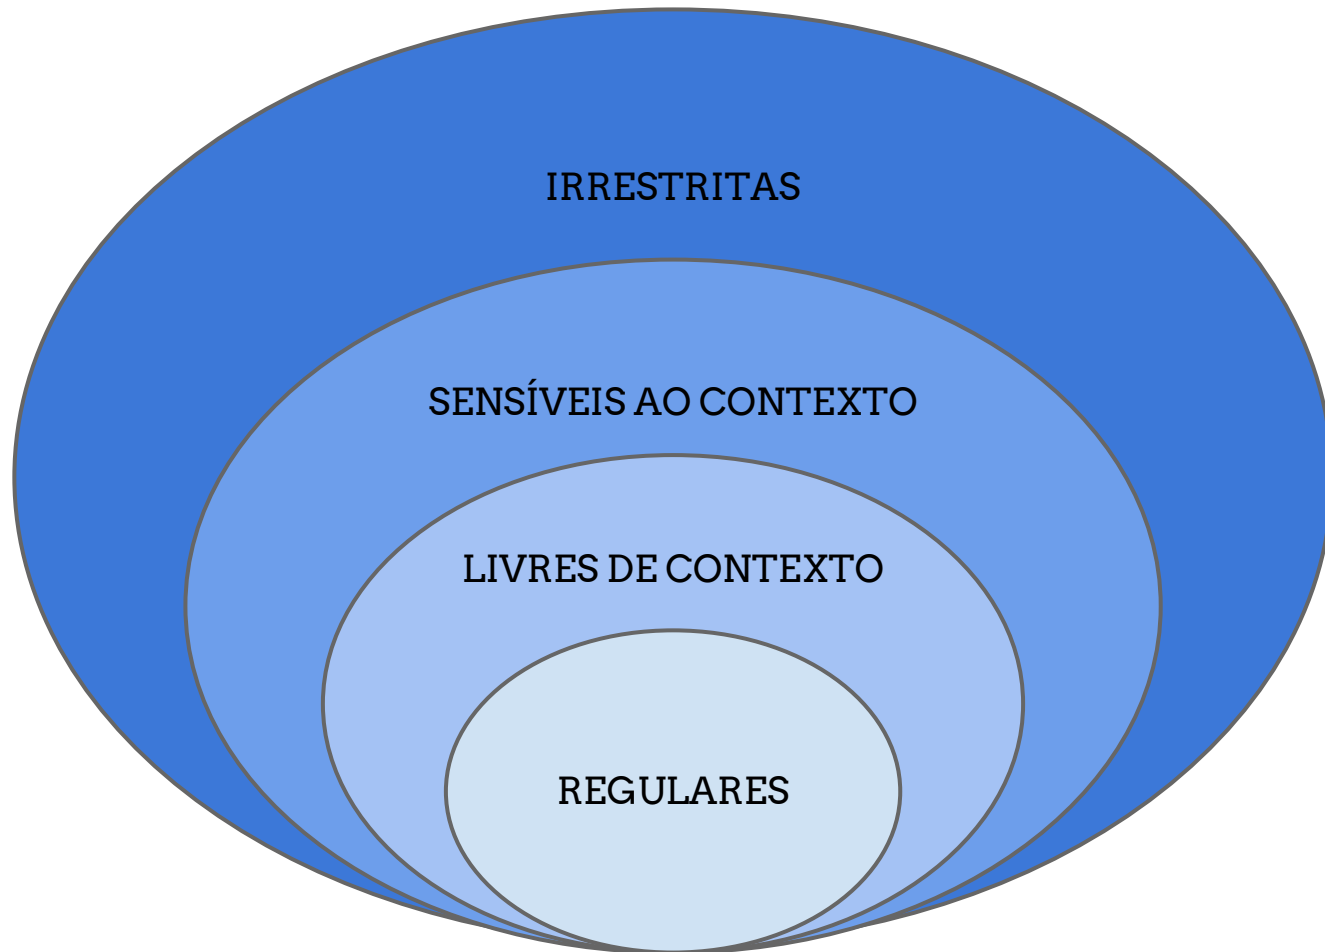 IRRESTRITAS
SENSÍVEIS AO CONTEXTO
LIVRES DE CONTEXTO
REGULARES